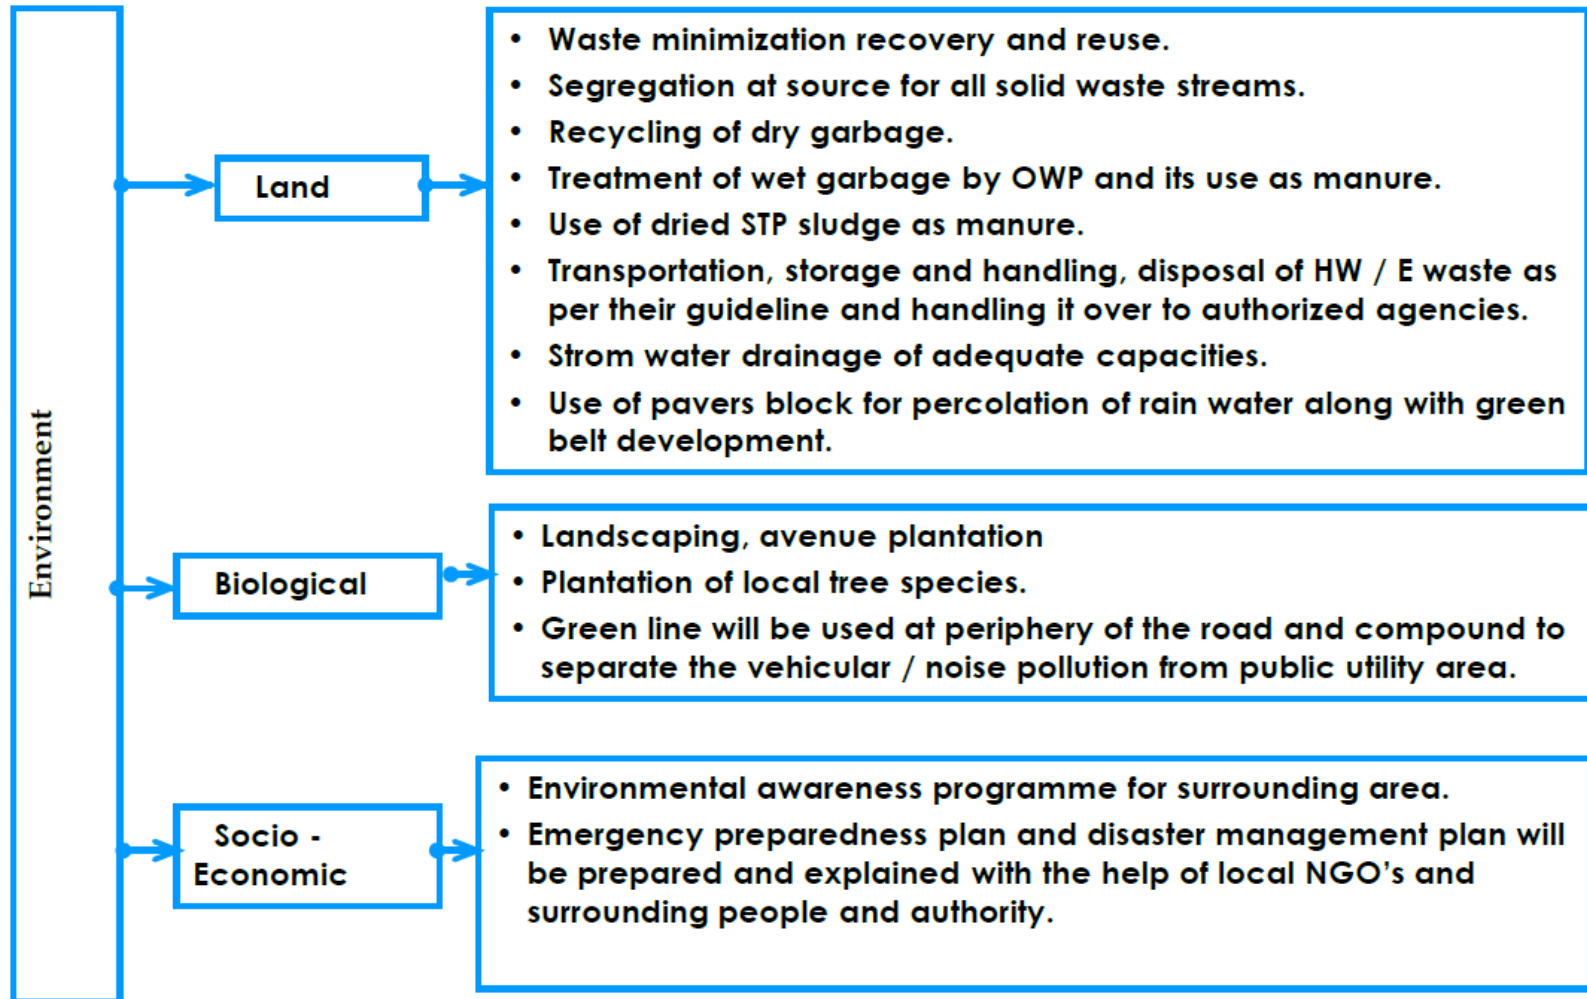 Environment
Land
• Waste minimization recovery and reuse.
• Segregation at source for all solid waste streams.
• Recycling of dry garbage.
• Treatment of wet garbage by OWP and its use as manure.
• Use of dried STP sludge as manure.
• Transportation, storage and handling, disposal of HW / E waste as
per their guideline and handling it over to authorized agencies.
• Strom water drainage of adequate capacities.
• Use of pavers block for percolation of rain water along with green
belt development.
Biological
• Landscaping, avenue plantation
• Plantation of local tree species.
• Green line will be used at periphery of the road and compound to
separate the vehicular / noise pollution from public utility area.
Socio -
Economic
• Environmental awareness programme for surrounding area.
• Emergency preparedness plan and disaster management plan will
be prepared and explained with the help of local NGO’s and
surrounding people and authority.